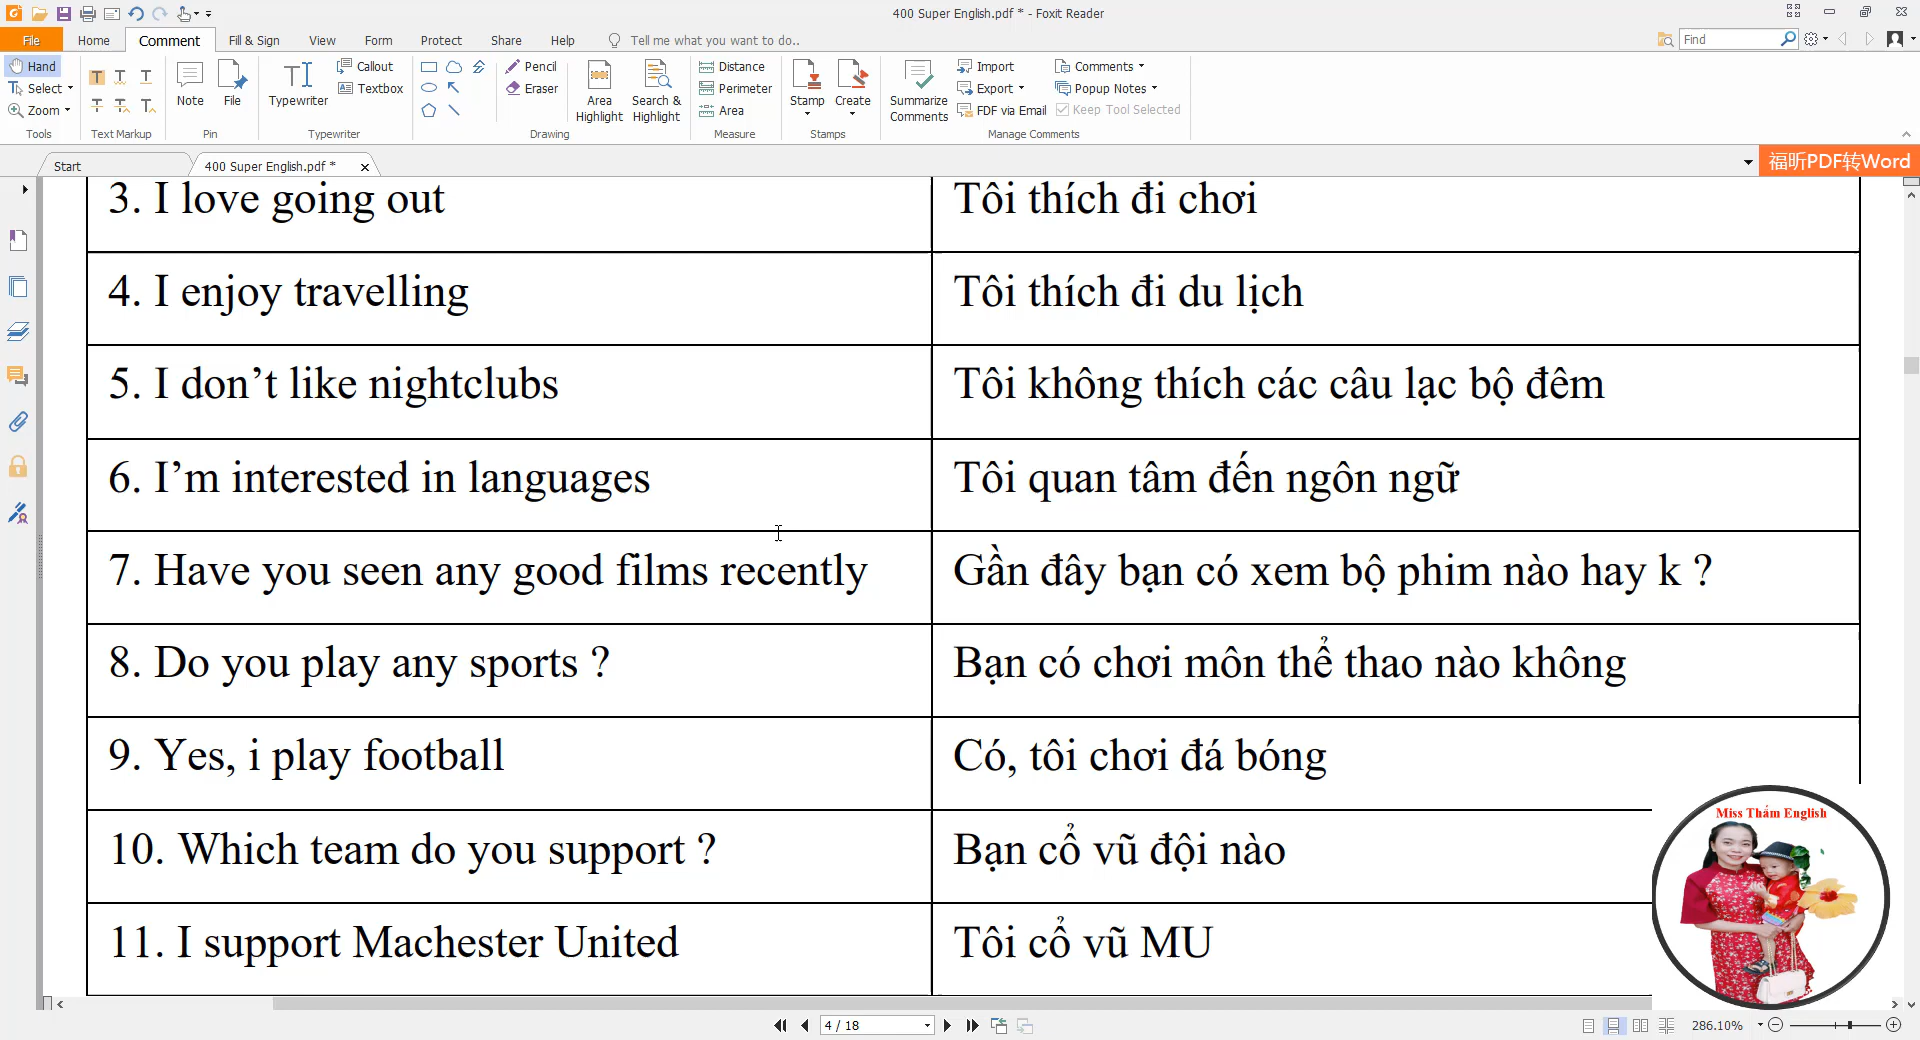 400 Super English.pdf * - Foxit Reader
File Home Comment Fill & Sign View Form Protect Share Help Tell me what you want to do.. Find
Hand
Select
Zoom
Tools
Text Markup
Note File
Pin
Typewriter
Callout
Textbox
Typewriter
Pencil
Eraser
Area Highlight
Search & Highlight
Drawing
Distance
Perimeter
Area
Measure
Stamp Create
Stamps
Summarize Comments
Import
Export
FDF via Email
Comments
Popup Notes
Keep Tool Selected
Manage Comments
Start 400 Super English.pdf * 福昕PDF转Word
3. I love going out Tôi thích đi chơi
4. I enjoy travelling Tôi thích đi du lịch
5. I don’t like nightclubs Tôi không thích các câu lạc bộ đêm
6. I’m interested in languages Tôi quan tâm đến ngôn ngữ
7. Have you seen any good films recently Gần đây bạn có xem bộ phim nào hay k ?
8. Do you play any sports ? Bạn có chơi môn thể thao nào không
9. Yes, i play football Có, tôi chơi đá bóng
10. Which team do you support ? Bạn cổ vũ đội nào
11. I support Machester United Tôi cổ vũ MU
Miss Thắm English
4 / 18 286.10%